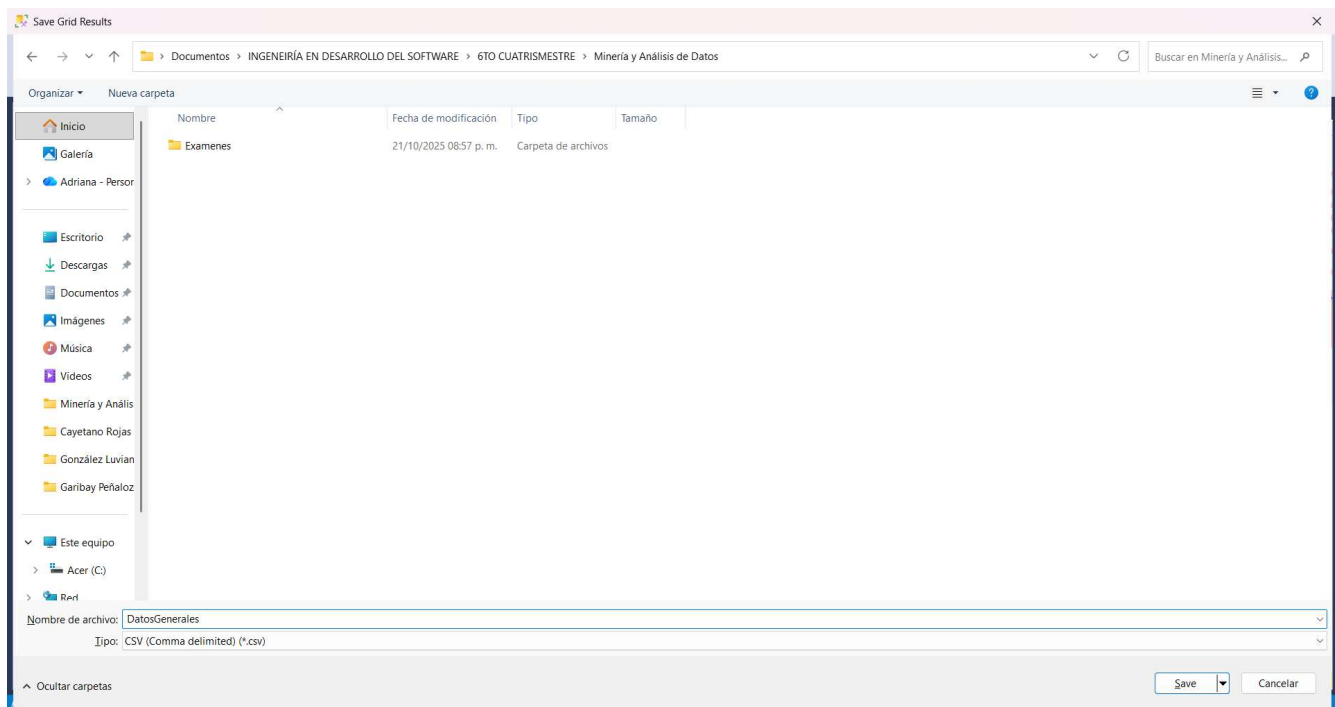 Save Grid Results
Documentos > INGENEIRÍA EN DESARROLLO DEL SOFTWARE > 6TO CUATRISMESTRE > Minería y Análisis de Datos
Buscar en Minería y Análisis...
Organizar
Nueva carpeta
Nombre
Fecha de modificación
Tipo
Tamaño
Inicio
Examenes
21/10/2025 08:57 p. m.
Carpeta de archivos
Galería
Adriana - Person
Escritorio
Descargas
Documentos
Imágenes
Música
Videos
Minería y Anális
Cayetano Rojas
González Luvian
Garibay Peñaloz
Este equipo
Acer (C:)
Red
Nombre de archivo: DatosGenerales
Tipo: CSV (Comma delimited) (*.csv)
Ocultar carpetas
Save
Cancelar